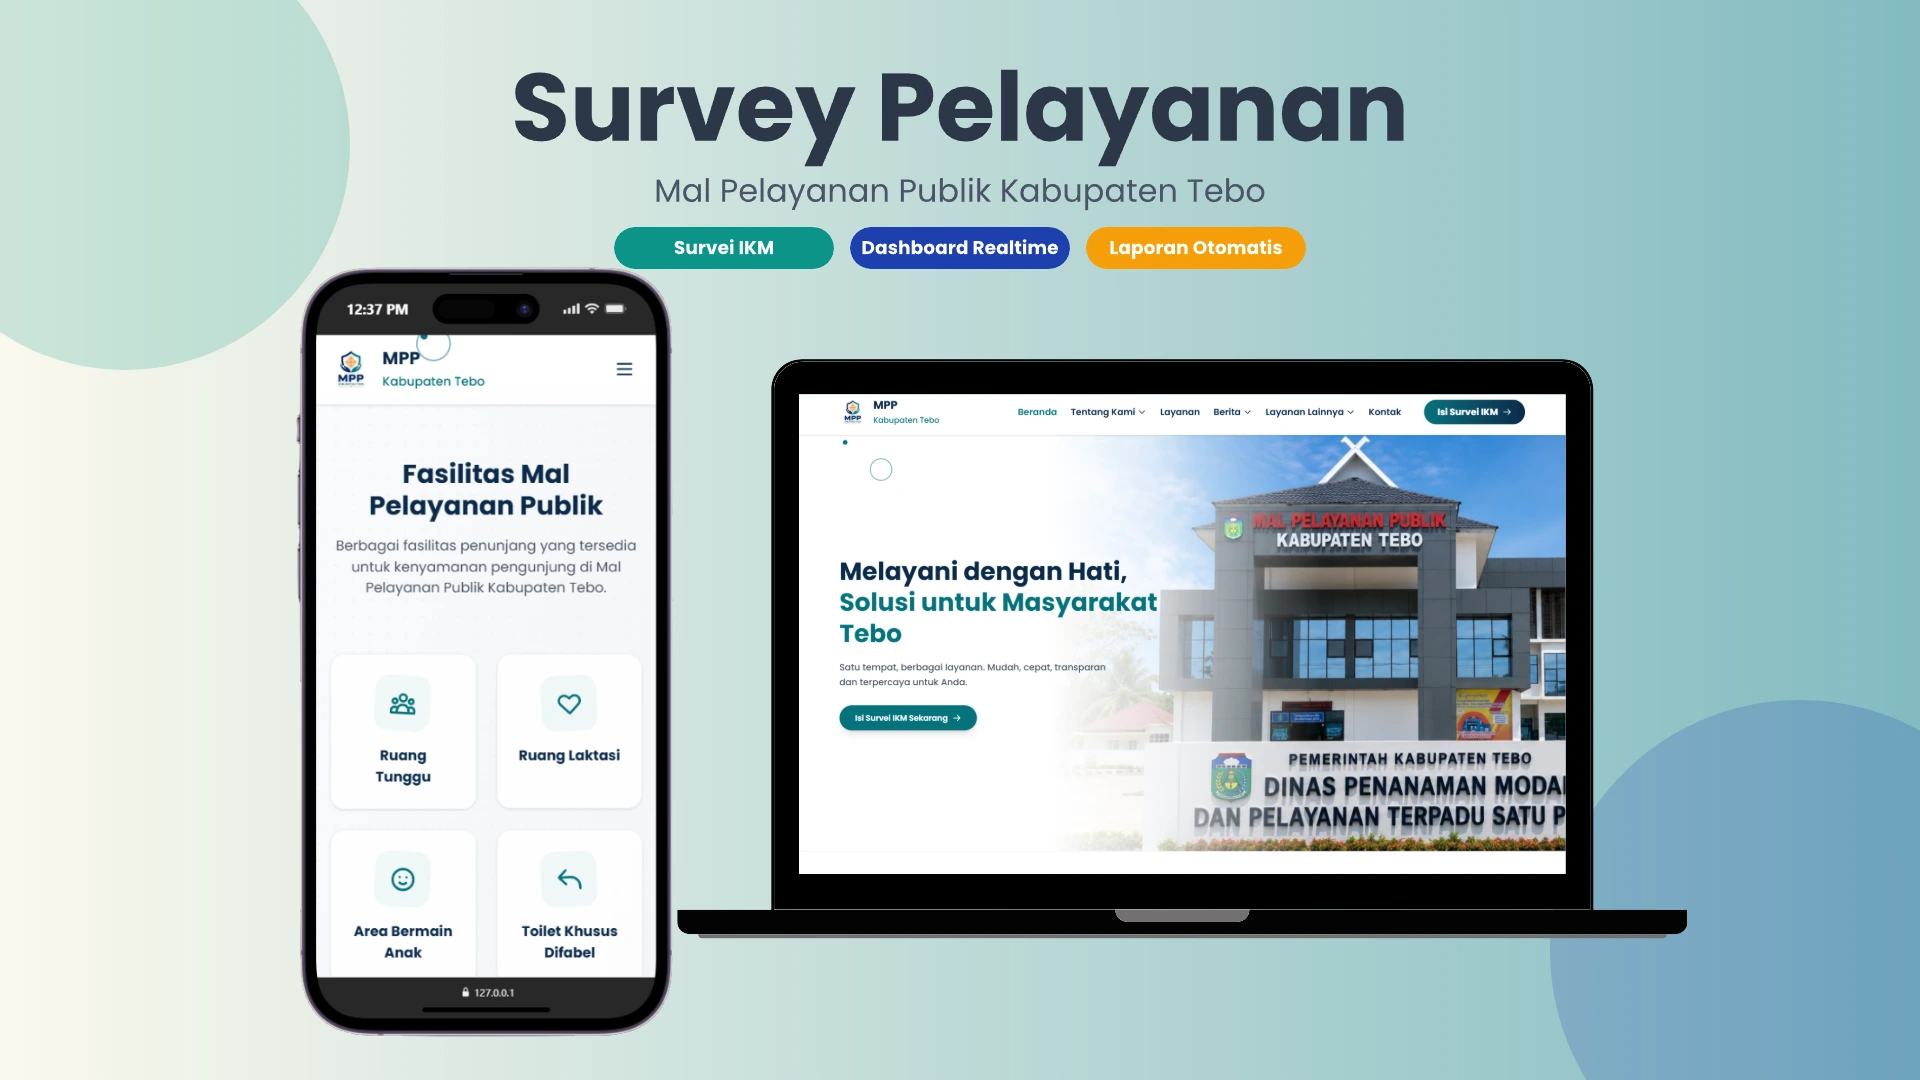 Survey Pelayanan
Mal Pelayanan Publik Kabupaten Tebo
Survei IKM
Dashboard Realtime
Laporan Otomatis
12:37 PM
MPP
MPP
Kabupaten Tebo
Fasilitas Mal
Pelayanan Publik
Berbagai fasilitas penunjang yang tersedia
untuk kenyamanan pengunjung di Mal
Pelayanan Publik Kabupaten Tebo.
Ruang
Tunggu
Ruang Laktasi
Area Bermain
Anak
Toilet Khusus
Difabel
127.0.0.1
MPP
MPP
Kabupaten Tebo
Beranda
Tentang Kami
Layanan
Berita
Layanan Lainnya
Kontak
Isi Survei IKM →
Melayani dengan Hati,
Solusi untuk Masyarakat
Tebo
Satu tempat, berbagai layanan. Mudah, cepat, transparan
dan terpercaya untuk Anda.
Isi Survei IKM Sekarang →
MAL PELAYANAN PUBLIK
KABUPATEN TEBO
PEMERINTAH KABUPATEN TEBO
DINAS PENANAMAN MODA
DAN PELAYANAN TERPADU SATU P